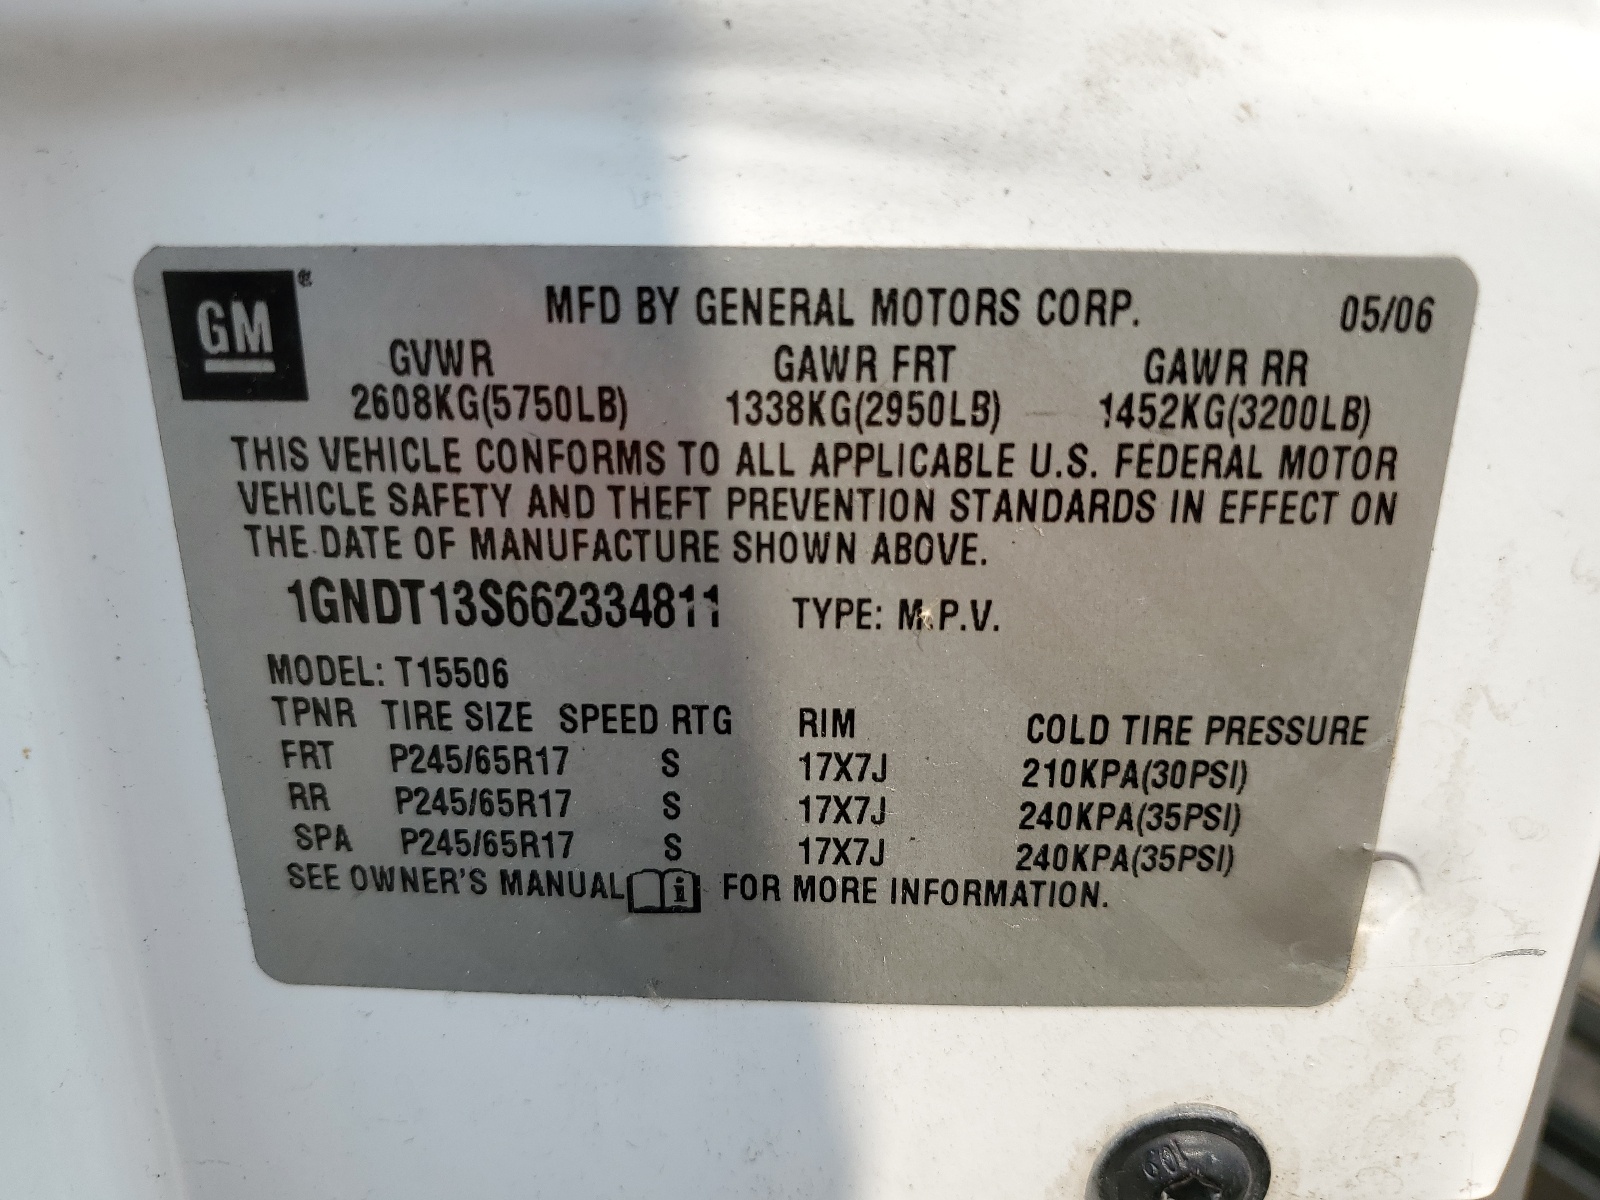 GM®
MFD BY GENERAL MOTORS CORP. 05/06
GVWR GAWR FRT GAWR RR
2608KG(5750LB) 1338KG(2950LB) 1452KG(3200LB)
THIS VEHICLE CONFORMS TO ALL APPLICABLE U.S. FEDERAL MOTOR
VEHICLE SAFETY AND THEFT PREVENTION STANDARDS IN EFFECT ON
THE DATE OF MANUFACTURE SHOWN ABOVE.
1GNDT13S662334811 TYPE: M.P.V.
MODEL: T15506
TPNR TIRE SIZE SPEED RTG RIM COLD TIRE PRESSURE
FRT P245/65R17 S 17X7J 210KPA(30PSI)
RR P245/65R17 S 17X7J 240KPA(35PSI)
SPA P245/65R17 S 17X7J 240KPA(35PSI)
SEE OWNER'S MANUAL i FOR MORE INFORMATION.